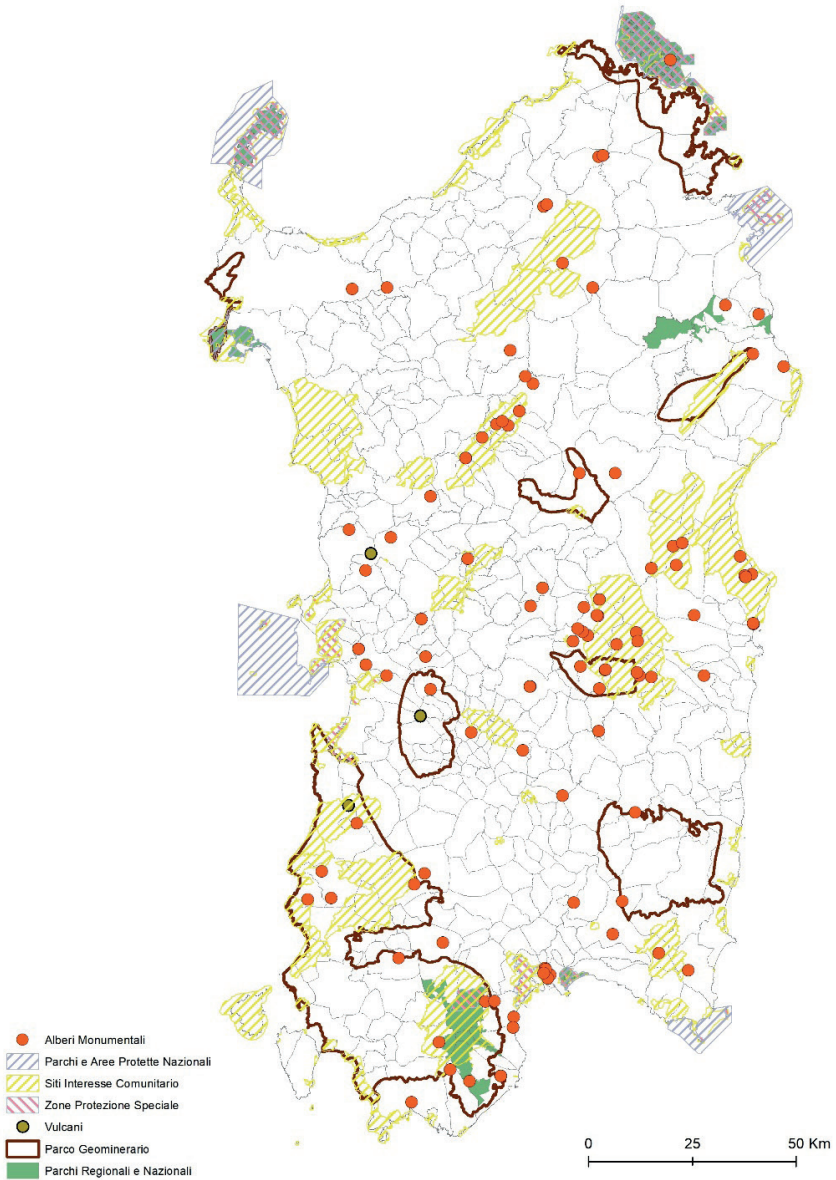 Alberi Monumentali
Parchi e Aree Protette Nazionali
Siti Interesse Comunitario
Zone Protezione Speciale
Vulcani
Parco Geominerario
Parchi Regionali e Nazionali
0 25 50 Km